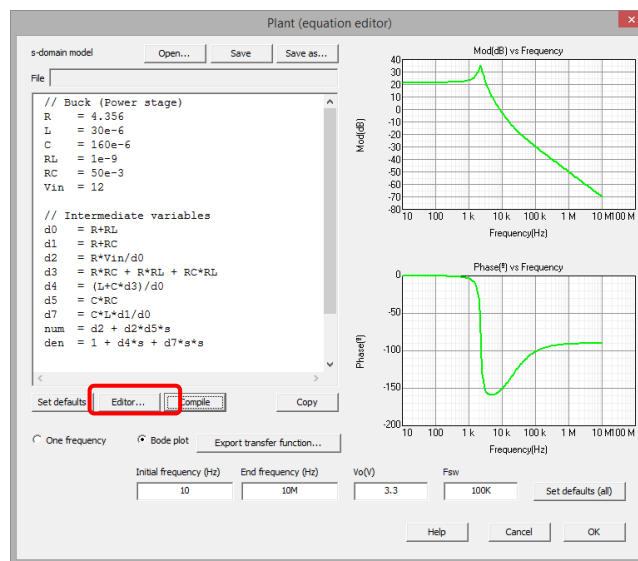 Plant (equation editor)
s-domain model
Open...
Save
Save as...
File
// Buck (Power stage)
R = 4.356
L = 30e-6
C = 160e-6
RL = 1e-9
RC = 50e-3
Vin = 12
// Intermediate variables
d0 = R+RL
d1 = R+RC
d2 = R*Vin/d0
d3 = R*RC + R*RL + RC*RL
d4 = (L+C*d3)/d0
d5 = C*RC
d7 = C*L*d1/d0
num = d2 + d2*d5*s
den = 1 + d4*s + d7*s*s
Set defaults
Editor...
Compile
Copy
One frequency
Bode plot
Export transfer function...
Mod(dB) vs Frequency
Mod(dB)
40
30
20
10
0
-10
-20
-30
-40
-50
-60
-70
-80
10 100 1 k 10 k 100 k 1 M 10 M 100 M
Frequency(Hz)
Phase(º) vs Frequency
Phase(º)
0
-50
-100
-150
-200
10 100 1 k 10 k 100 k 1 M 10 M 100 M
Frequency(Hz)
Initial frequency (Hz)
End frequency (Hz)
Vo(V)
Fsw
10
10M
3.3
100K
Set defaults (all)
Help
Cancel
OK